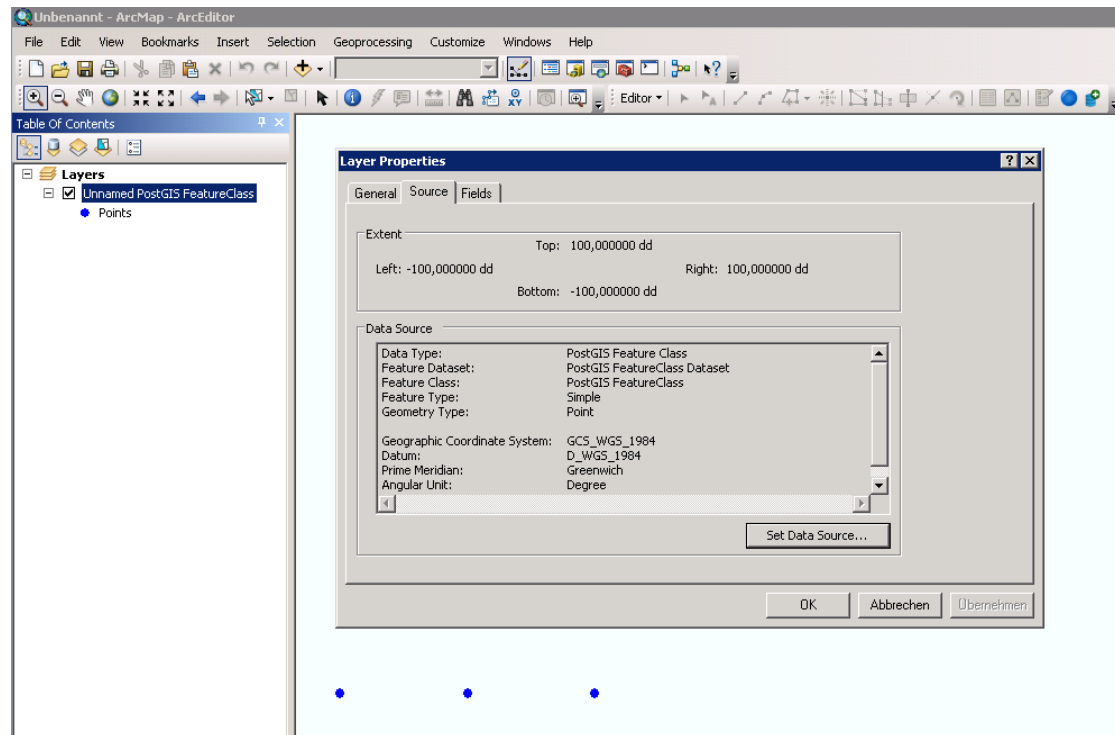 Unbenannt - ArcMap - ArcEditor
File Edit View Bookmarks Insert Selection Geoprocessing Customize Windows Help
Editor
Table Of Contents
Layers
Unnamed PostGIS FeatureClass
Points
Layer Properties
General Source Fields
Extent
Top: 100,000000 dd
Left: -100,000000 dd Right: 100,000000 dd
Bottom: -100,000000 dd
Data Source
Data Type: PostGIS Feature Class
Feature Dataset: PostGIS FeatureClass Dataset
Feature Class: PostGIS FeatureClass
Feature Type: Simple
Geometry Type: Point
Geographic Coordinate System: GCS_WGS_1984
Datum: D_WGS_1984
Prime Meridian: Greenwich
Angular Unit: Degree
Set Data Source...
OK Abbrechen Übernehmen